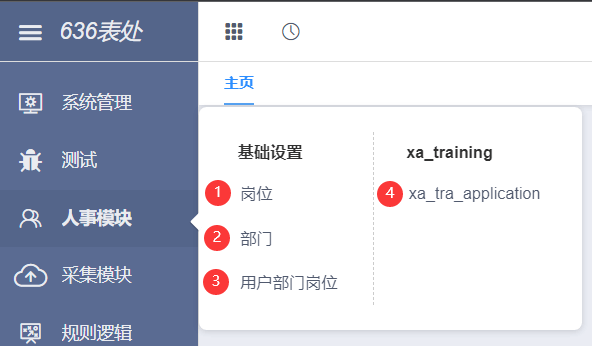 636表处
主页
系统管理
测试
人事模块
采集模块
规则逻辑
基础设置
1 岗位
2 部门
3 用户部门岗位
xa_training
4 xa_tra_application